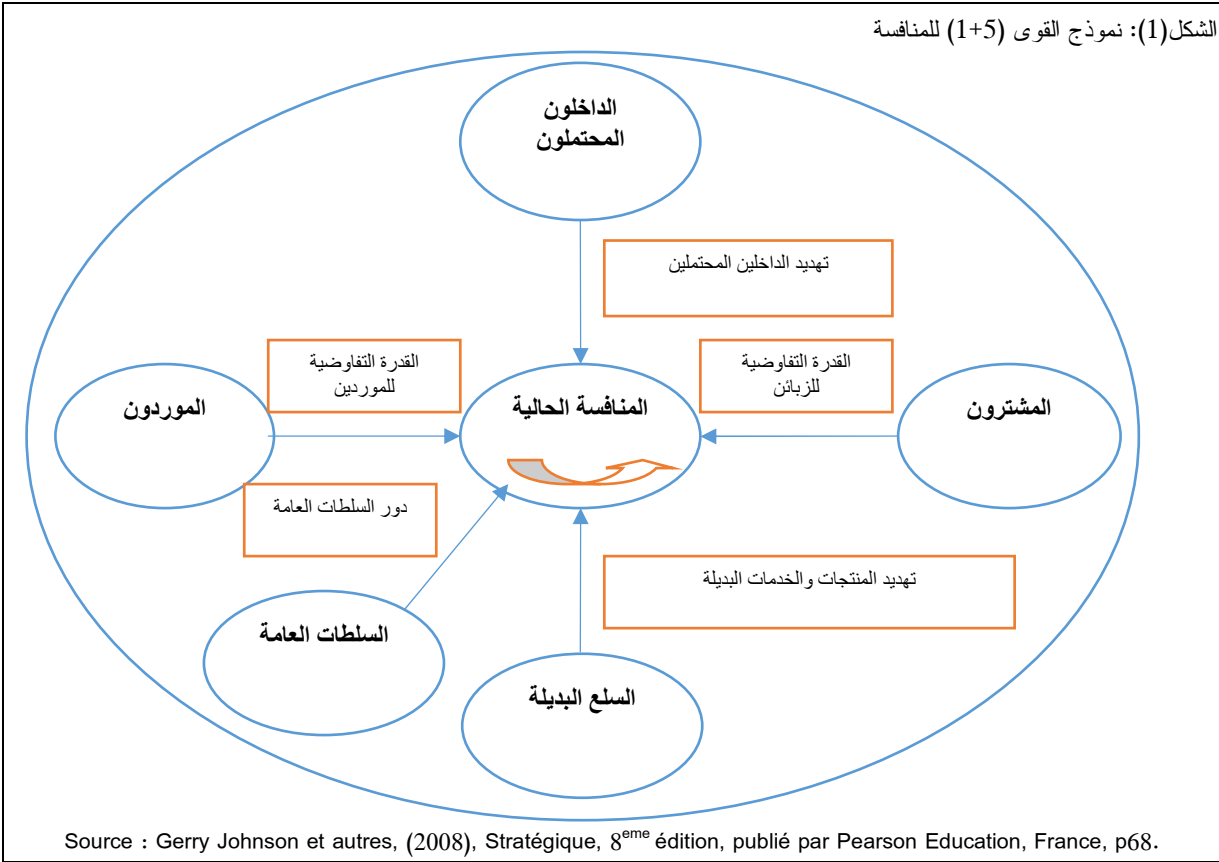 الشكل(1): نموذج القوى (5+1) للمنافسة
الداخلون
المحتملون
تهديد الداخلين المحتملين
القدرة التفاوضية
للموردين
القدرة التفاوضية
للزبائن
الموردون
المنافسة الحالية
المشترون
دور السلطات العامة
تهديد المنتجات والخدمات البديلة
السلطات العامة
السلع البديلة
Source : Gerry Johnson et autres, (2008), Stratégique, 8eme édition, publié par Pearson Education, France, p68.